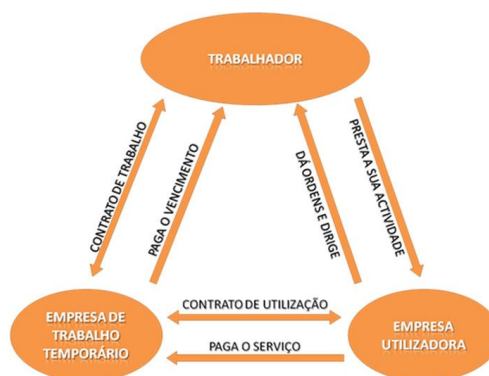 TRABALHADOR
CONTRATO DE TRABALHO
PAGA O VENCIMENTO
DÁ ORDENS E DIRIGE
PRESTA A SUA ACTIVIDADE
EMPRESA DE
TRABALHO
TEMPORÁRIO
CONTRATO DE UTILIZAÇÃO
PAGA O SERVIÇO
EMPRESA
UTILIZADORA